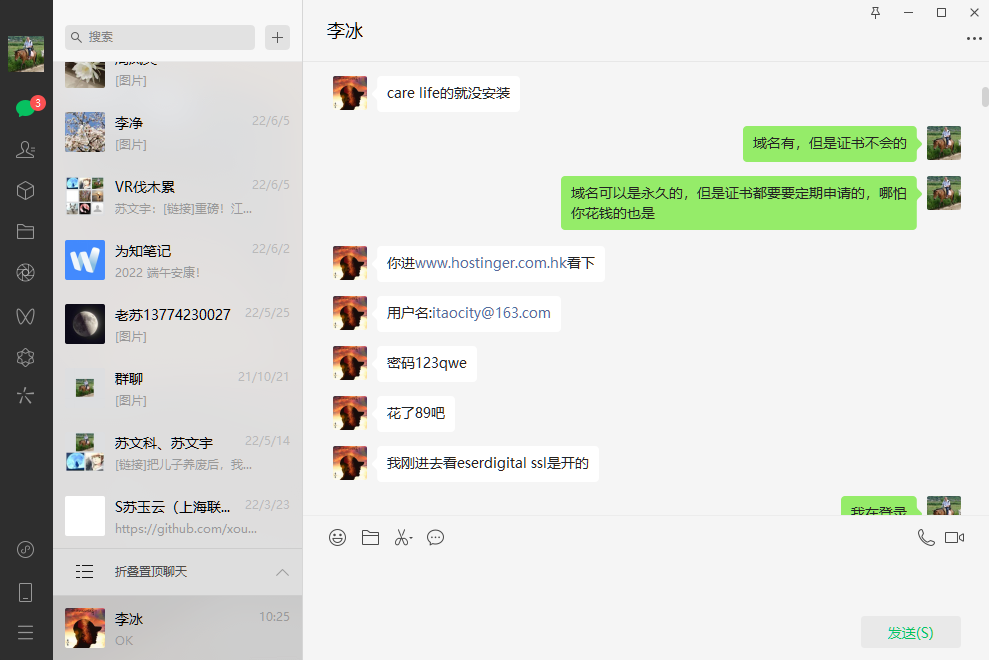 3
搜索
[图片]
李净
22/6/5
[图片]
VR伐木累
22/6/5
苏文宇：[链接]重磅！江...
为知笔记
22/6/2
2022 端午安康！
老苏13774230027
22/5/25
[图片]
群聊
21/10/21
[图片]
苏文科、苏文宇
22/5/14
[链接]把儿子养废后，我...
S苏玉云（上海联...
22/3/23
https://github.com/xou...
折叠置顶聊天
李冰
10:25
OK
李冰
care life的就没安装
域名有，但是证书不会的
域名可以是永久的，但是证书都要要定期申请的，哪怕
你花钱的也是
你进www.hostinger.com.hk看下
用户名:itaocity@163.com
密码123qwe
花了89吧
我刚进去看eserdigital ssl是开的
我在登录
发送(S)